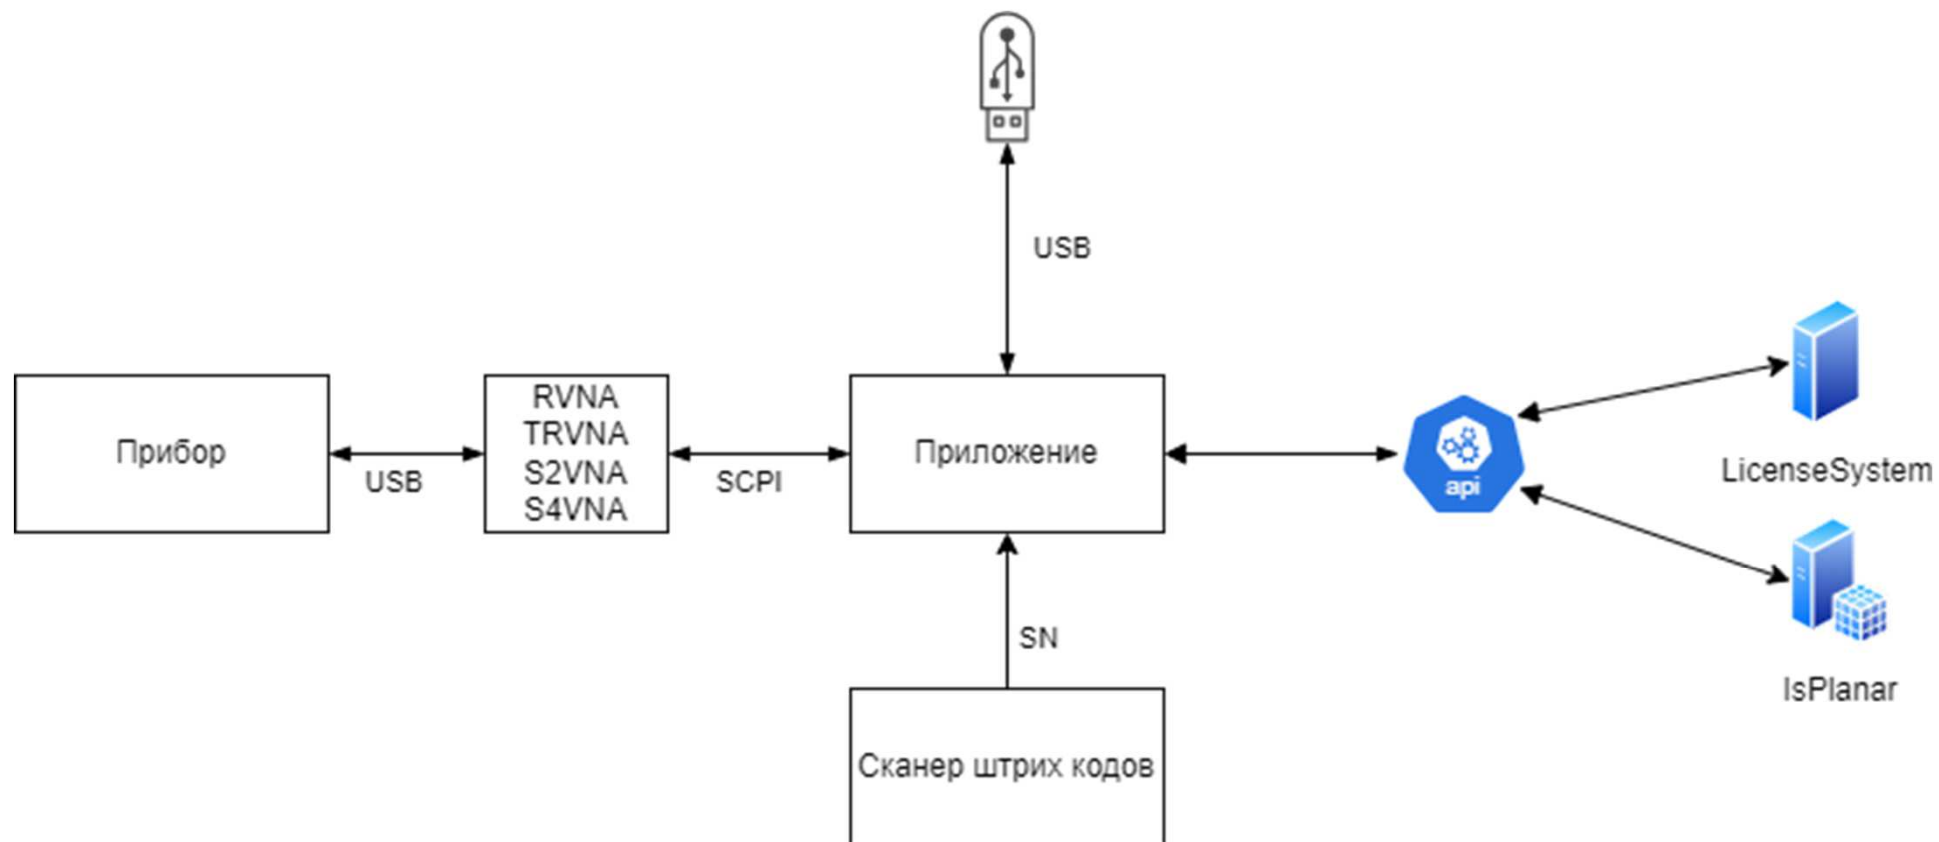 USB
Прибор
USB
RVNA
TRVNA
S2VNA
S4VNA
SCPI
Приложение
api
LicenseSystem
IsPlanar
SN
Сканер штрих кодов